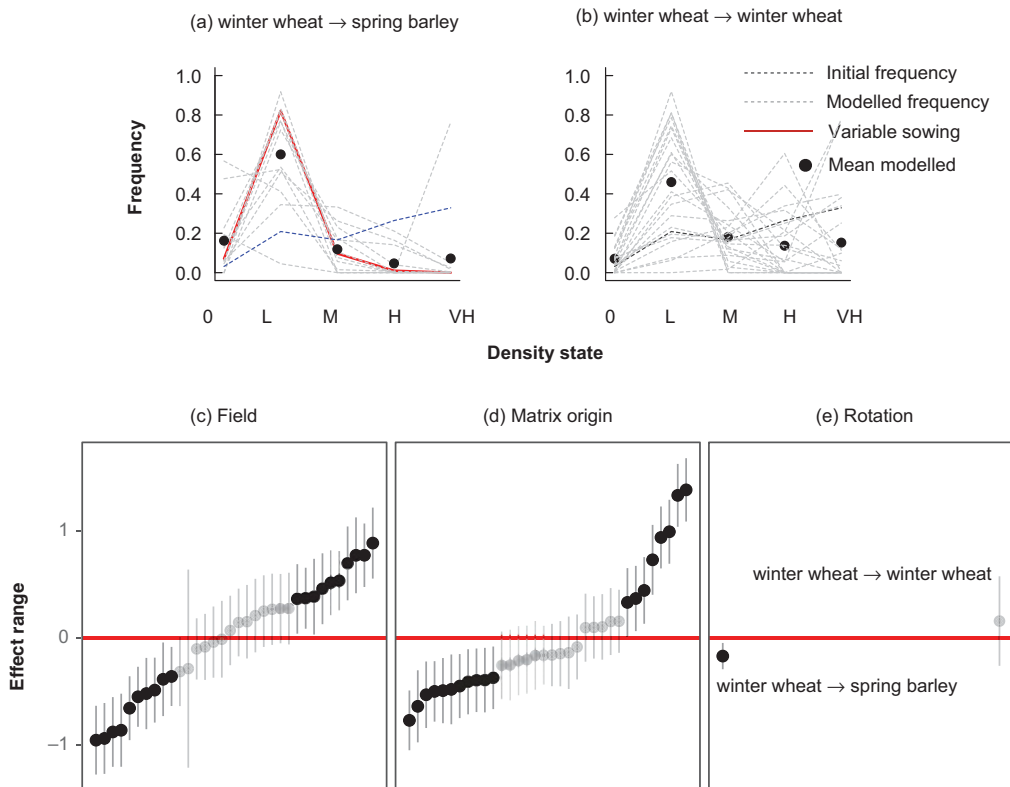 (a) winter wheat → spring barley
(b) winter wheat → winter wheat
1.0
0.8
0.6
0.4
0.2
0.0
Frequency
0 L M H VH
1.0
0.8
0.6
0.4
0.2
0.0
0 L M H VH
Initial frequency
Modelled frequency
Variable sowing
Mean modelled
Density state
(c) Field
(d) Matrix origin
(e) Rotation
Effect range
1
0
−1
winter wheat → winter wheat
winter wheat → spring barley